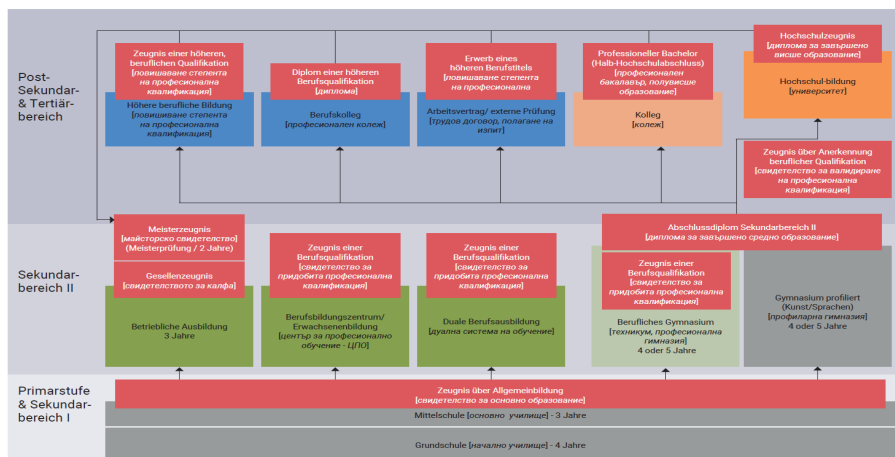 Post-
Sekundar-
& Tertiär-
bereich
Zeugnis einer höheren,
beruflichen Qualifikation
[повишаване степента
на професионална
квалификация]
Höhere berufliche Bildung
[повишиване степента
на професионална
квалификация]
Diplom einer höheren
Berufsqualifikation
[диплома]
Berufskolleg
[професионален колеж]
Erwerb eines
höheren Berufstitels
[повишаване степента
на професионална
Arbeitsvertrag/ externe Prüfung
[трудов договор, полагане на
изпит]
Professioneller Bachelor
(Halb-Hochschulabschluss)
[професионален
бакалавър, полувисше
образование]
Kolleg
[колеж]
Hochschulzeugnis
[диплома за завършено
висше образование]
Hochschul-bildung
[университет]
Zeugnis über Anerkennung
beruflicher Qualifikation
[свидетелство за валидиране
на професионална
квалификация]
Sekundar-
bereich II
Meisterzeugnis
[майсторско свидетелство]
(Meisterprüfung / 2 Jahre)
Gesellenzeugnis
[свидетелството за калфа]
Betriebliche Ausbildung
3 Jahre
Zeugnis einer
Berufsqualifikation
[свидетелство за
придобита професионална
квалификация]
Berufsbildungszentrum/
Erwachsenenbildung
[център за професионално
обучение - ЦПО]
Zeugnis einer
Berufsqualifikation
[свидетелство за
придобита професионална
квалификация]
Duale Berufsausbildung
[дуална система на обучение]
Abschlussdiplom Sekundarbereich II
[диплома за завършено средно образование]
Zeugnis einer
Berufsqualifikation
[свидетелство за
придобита професионална
квалификация]
Berufliches Gymnasium
[техникум, професионална
гимназия]
4 oder 5 Jahre
Gymnasium profiliert
(Kunst/Sprachen)
[профиларна гимназия]
4 oder 5 Jahre
Primarstufe
& Sekundar-
bereich I
Zeugnis über Allgemeinbildung
[свидетелство за основно образование]
Mittelschule [основно училище] - 3 Jahre
Grundschule [начално училище] - 4 Jahre